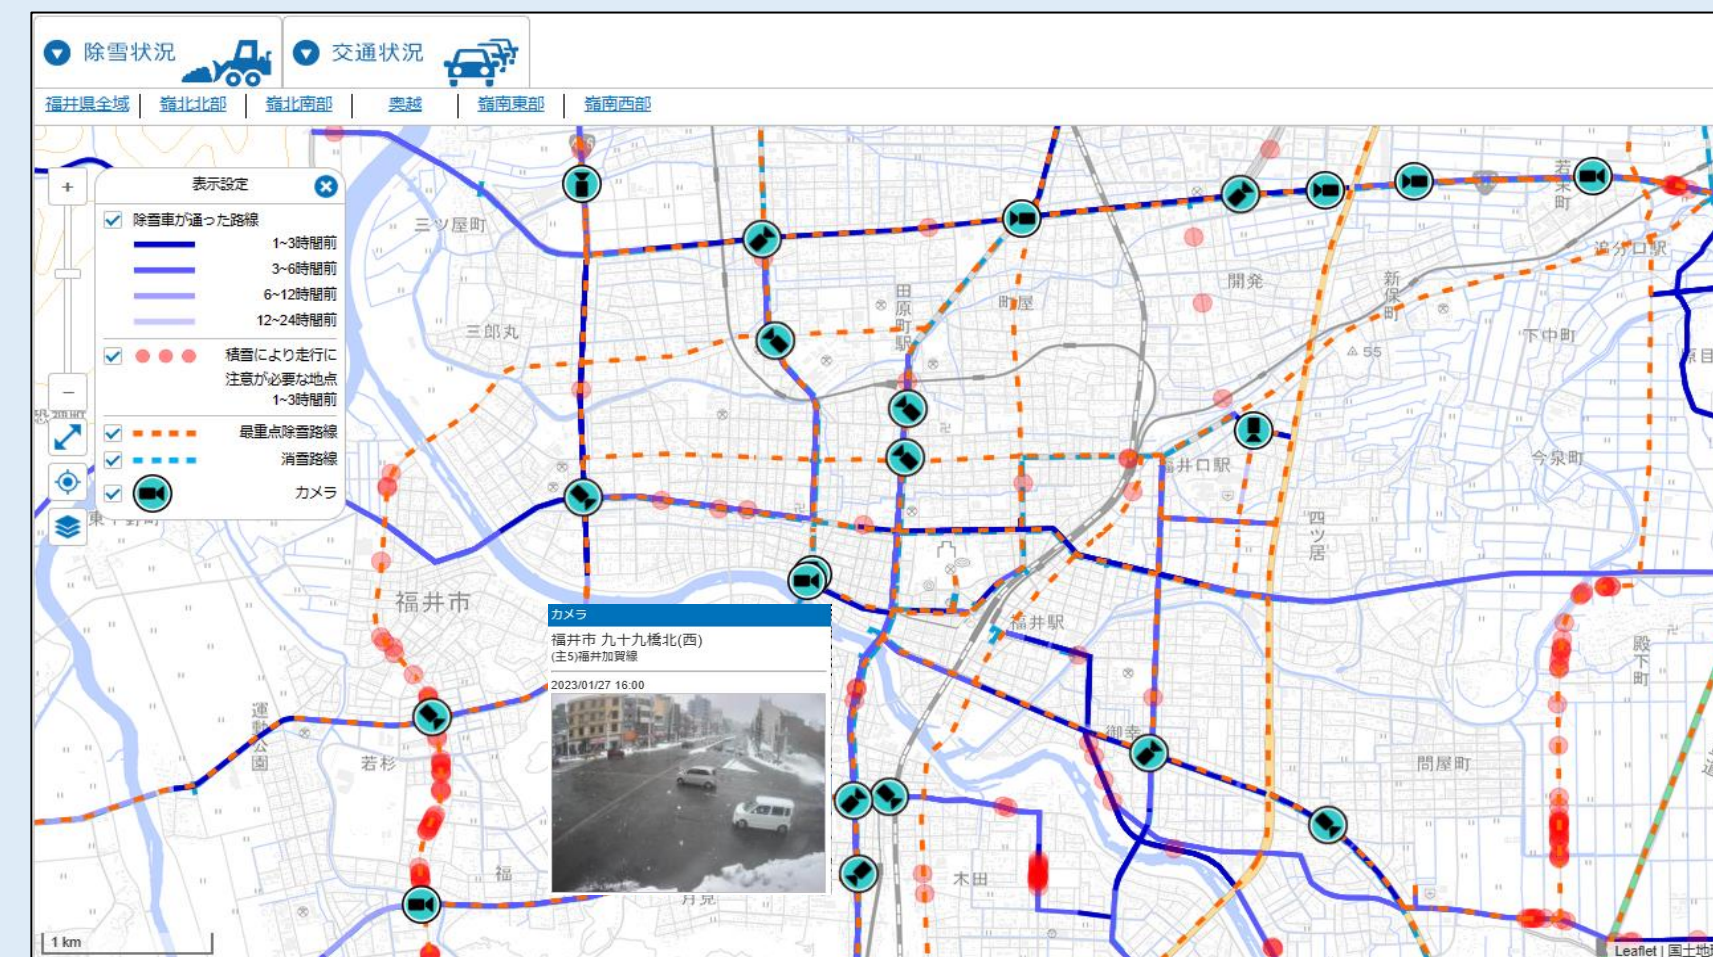 除雪状況
交通状況
福井県全域
嶺北北部
嶺北南部
奥越
嶺南東部
嶺南西部
+
表示設定
除雪車が通った路線
1~3時間前
3~6時間前
6~12時間前
12~24時間前
積雪により走行に
注意が必要な地点
1~3時間前
最重点除雪路線
消雪路線
カメラ
−
三ツ屋町
三郎丸
田原町駅
町屋
開発
新保町
若栄町
追分口駅
下中町
55
今泉町
四ツ居
福井市
福井駅
殿下町
運動公園
若杉
御幸
問屋町
木田
福
月見
カメラ
福井市 九十九橋北(西)
(主5)福井加賀線
2023/01/27 16:00
1 km
Leaflet | 国土地